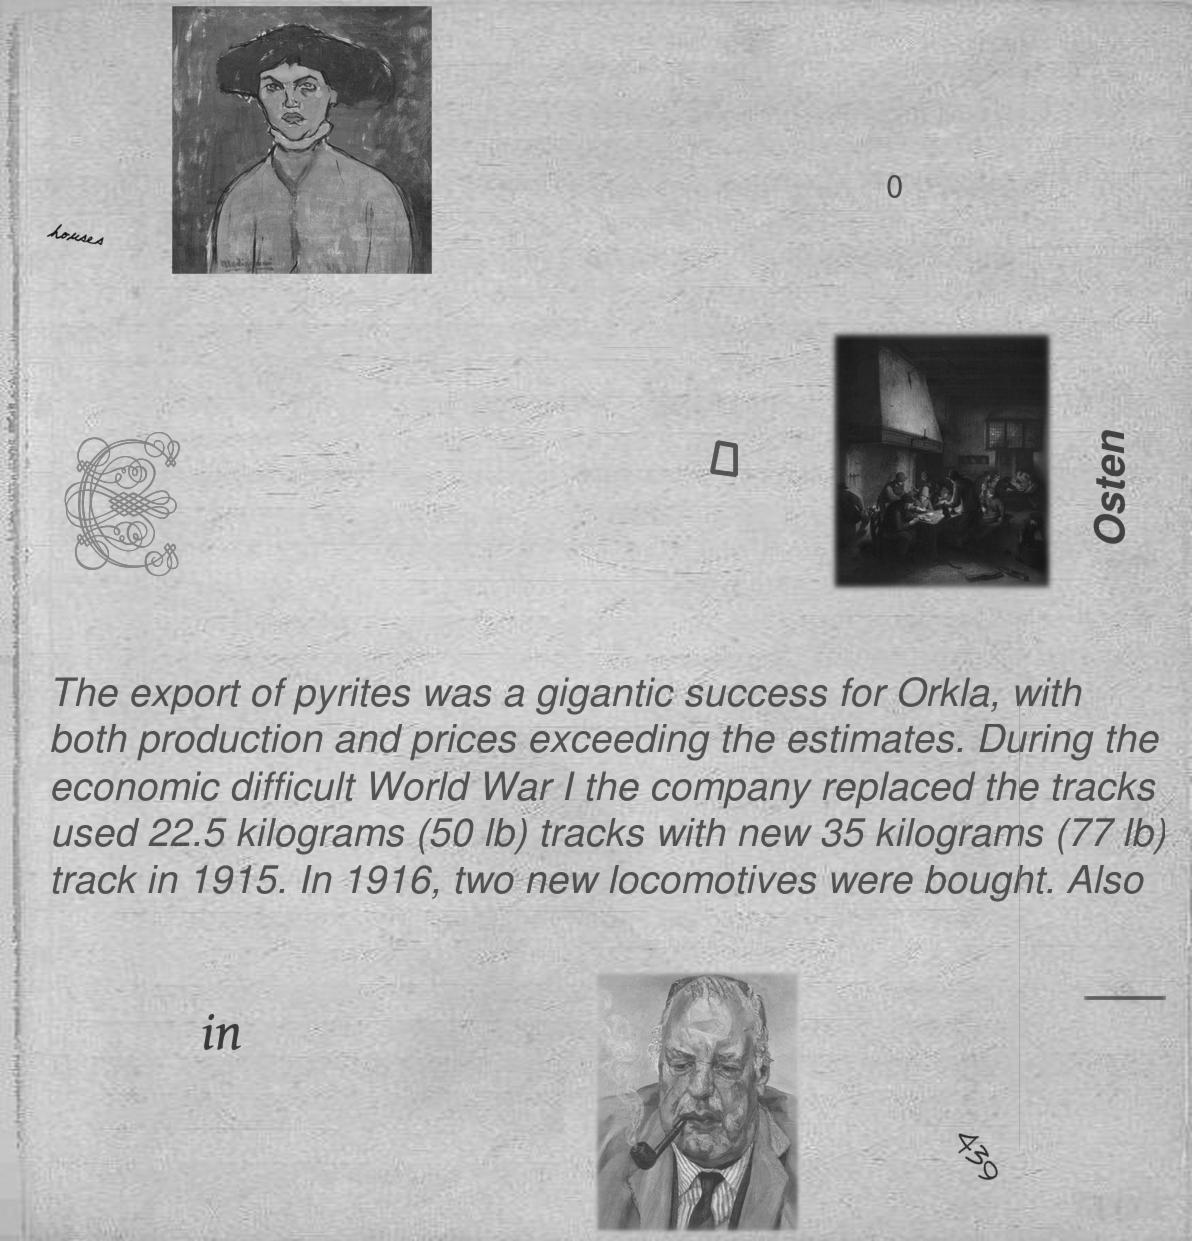 0
houses
Osten
The export of pyrites was a gigantic success for Orkla, with
both production and prices exceeding the estimates. During the
economic difficult World War I the company replaced the tracks
used 22.5 kilograms (50 lb) tracks with new 35 kilograms (77 lb)
track in 1915. In 1916, two new locomotives were bought. Also
in
439